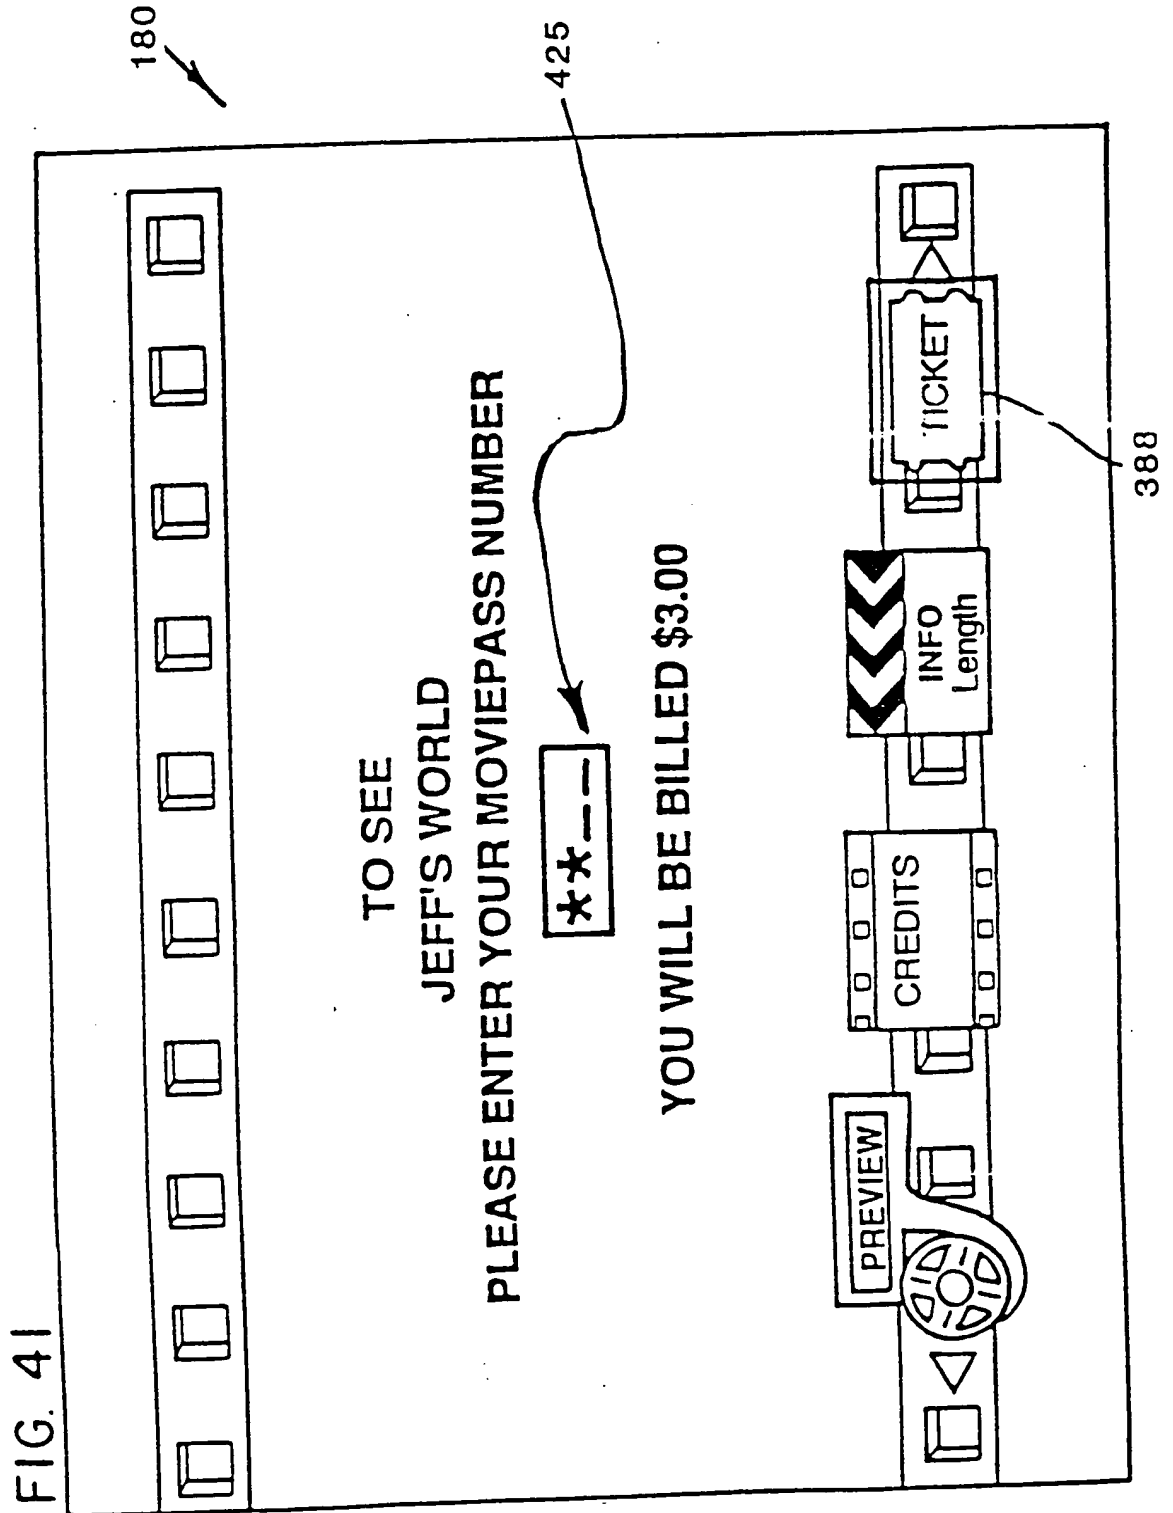 FIG. 41
180
TO SEE
JEFF'S WORLD
PLEASE ENTER YOUR MOVIEPASS NUMBER
**__
425
YOU WILL BE BILLED $3.00
PREVIEW
CREDITS
INFO
Length
TICKET
388